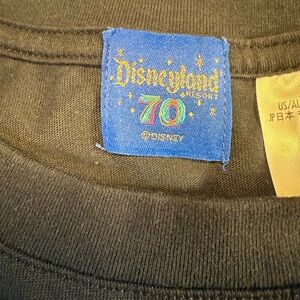 Disneyland
RESORT
70
©DISNEY
US/AU
JP日本